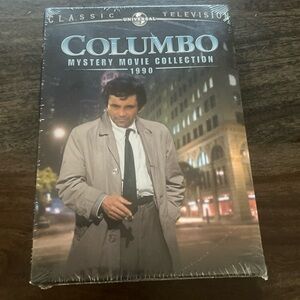 CLASSIC UNIVERSAL TELEVISION
COLUMBO
MYSTERY MOVIE COLLECTION
1990